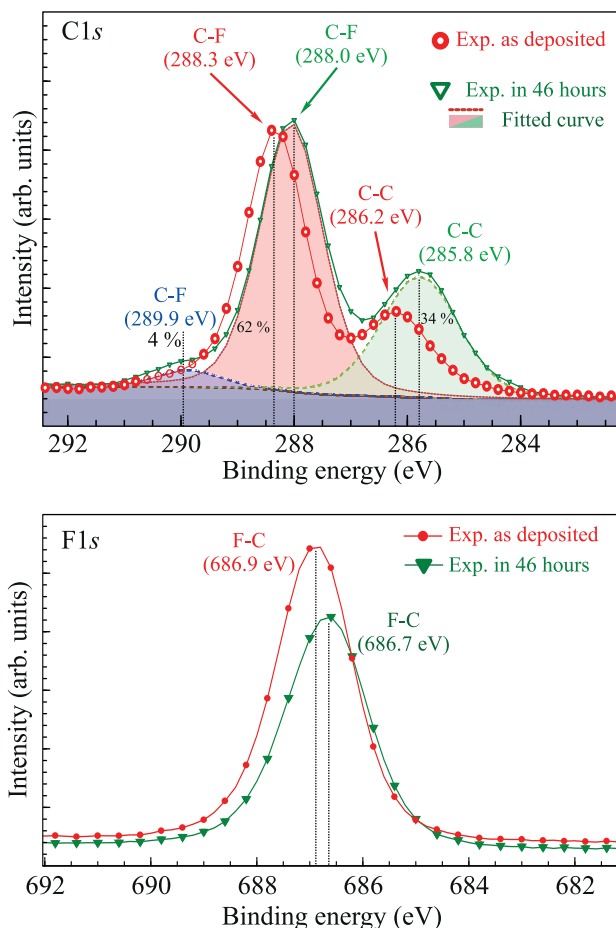 C1s
C-F
(288.3 eV)
C-F
(288.0 eV)
Exp. as deposited
Exp. in 46 hours
Fitted curve
C-C
(286.2 eV)
C-C
(285.8 eV)
C-F
(289.9 eV)
4 %
62 %
34 %
Intensity (arb. units)
292 290 288 286 284
Binding energy (eV)
F1s
F-C
(686.9 eV)
Exp. as deposited
Exp. in 46 hours
F-C
(686.7 eV)
Intensity (arb. units)
692 690 688 686 684 682
Binding energy (eV)